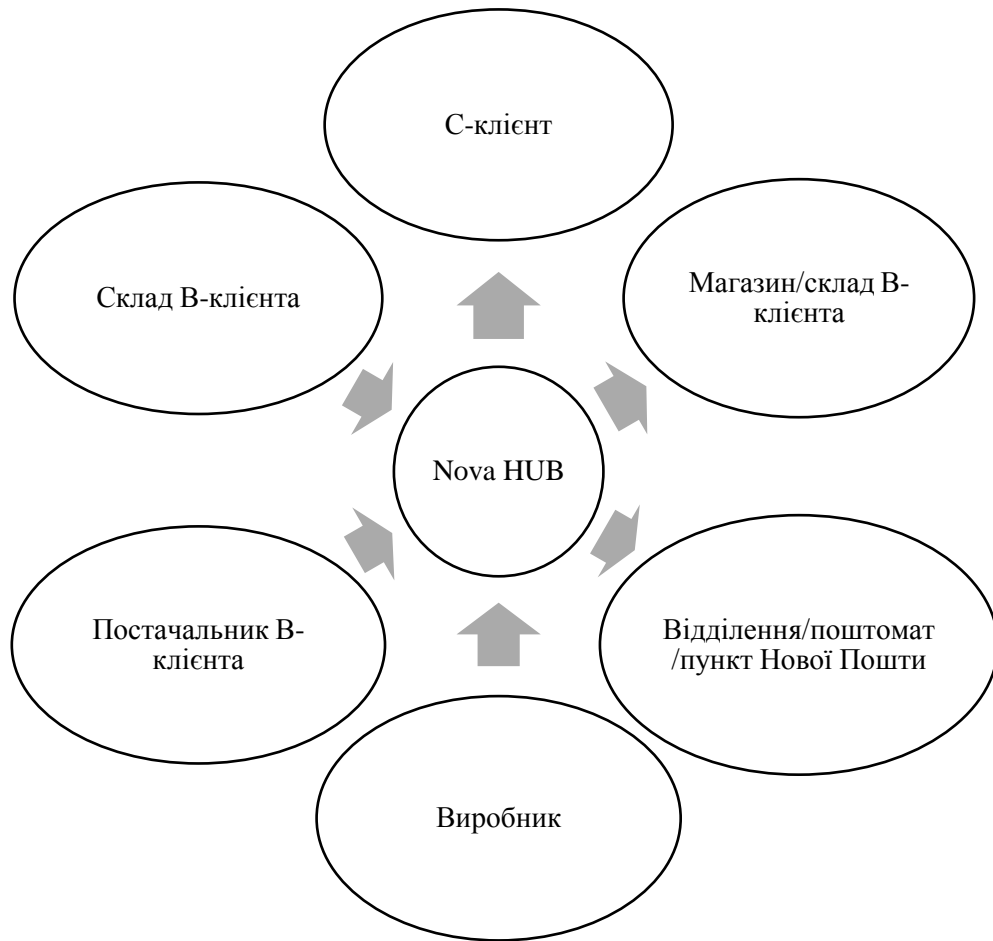 С-клієнт
Склад В-клієнта
Магазин/склад В-
клієнта
Nova HUB
Постачальник В-
клієнта
Відділення/поштомат
/пункт Нової Пошти
Виробник